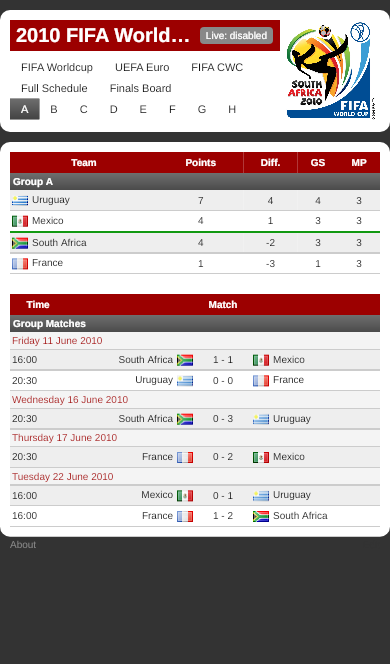 2010 FIFA World... Live: disabled
FIFA Worldcup UEFA Euro FIFA CWC
Full Schedule Finals Board
A B C D E F G H
SOUTH AFRICA 2010
FIFA
WORLD CUP
Team Points Diff. GS MP
Group A
Uruguay 7 4 4 3
Mexico 4 1 3 3
South Africa 4 -2 3 3
France 1 -3 1 3
Time Match
Group Matches
Friday 11 June 2010
16:00 South Africa 1 - 1 Mexico
20:30 Uruguay 0 - 0 France
Wednesday 16 June 2010
20:30 South Africa 0 - 3 Uruguay
Thursday 17 June 2010
20:30 France 0 - 2 Mexico
Tuesday 22 June 2010
16:00 Mexico 0 - 1 Uruguay
16:00 France 1 - 2 South Africa
About